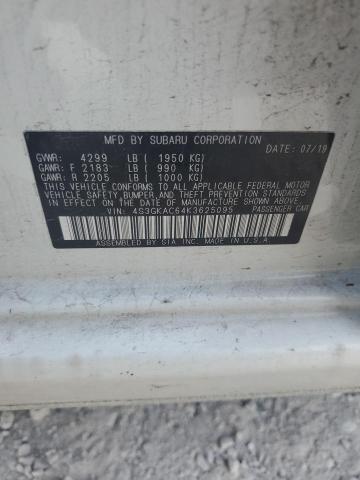 MFD BY SUBARU CORPORATION
DATE: 07/19
GVWR: 4299 LB ( 1950 KG)
GAWR: F 2183 LB ( 990 KG)
GAWR: R 2205 LB ( 1000 KG)
THIS VEHICLE CONFORMS TO ALL APPLICABLE FEDERAL MOTOR
VEHICLE SAFETY, BUMPER, AND THEFT PREVENTION STANDARDS
IN EFFECT ON THE DATE OF MANUFACTURE SHOWN ABOVE.
VIN: 4S3GKAC64K3625095 PASSENGER CAR
ASSEMBLED BY SIA INC. MADE IN U.S.A.